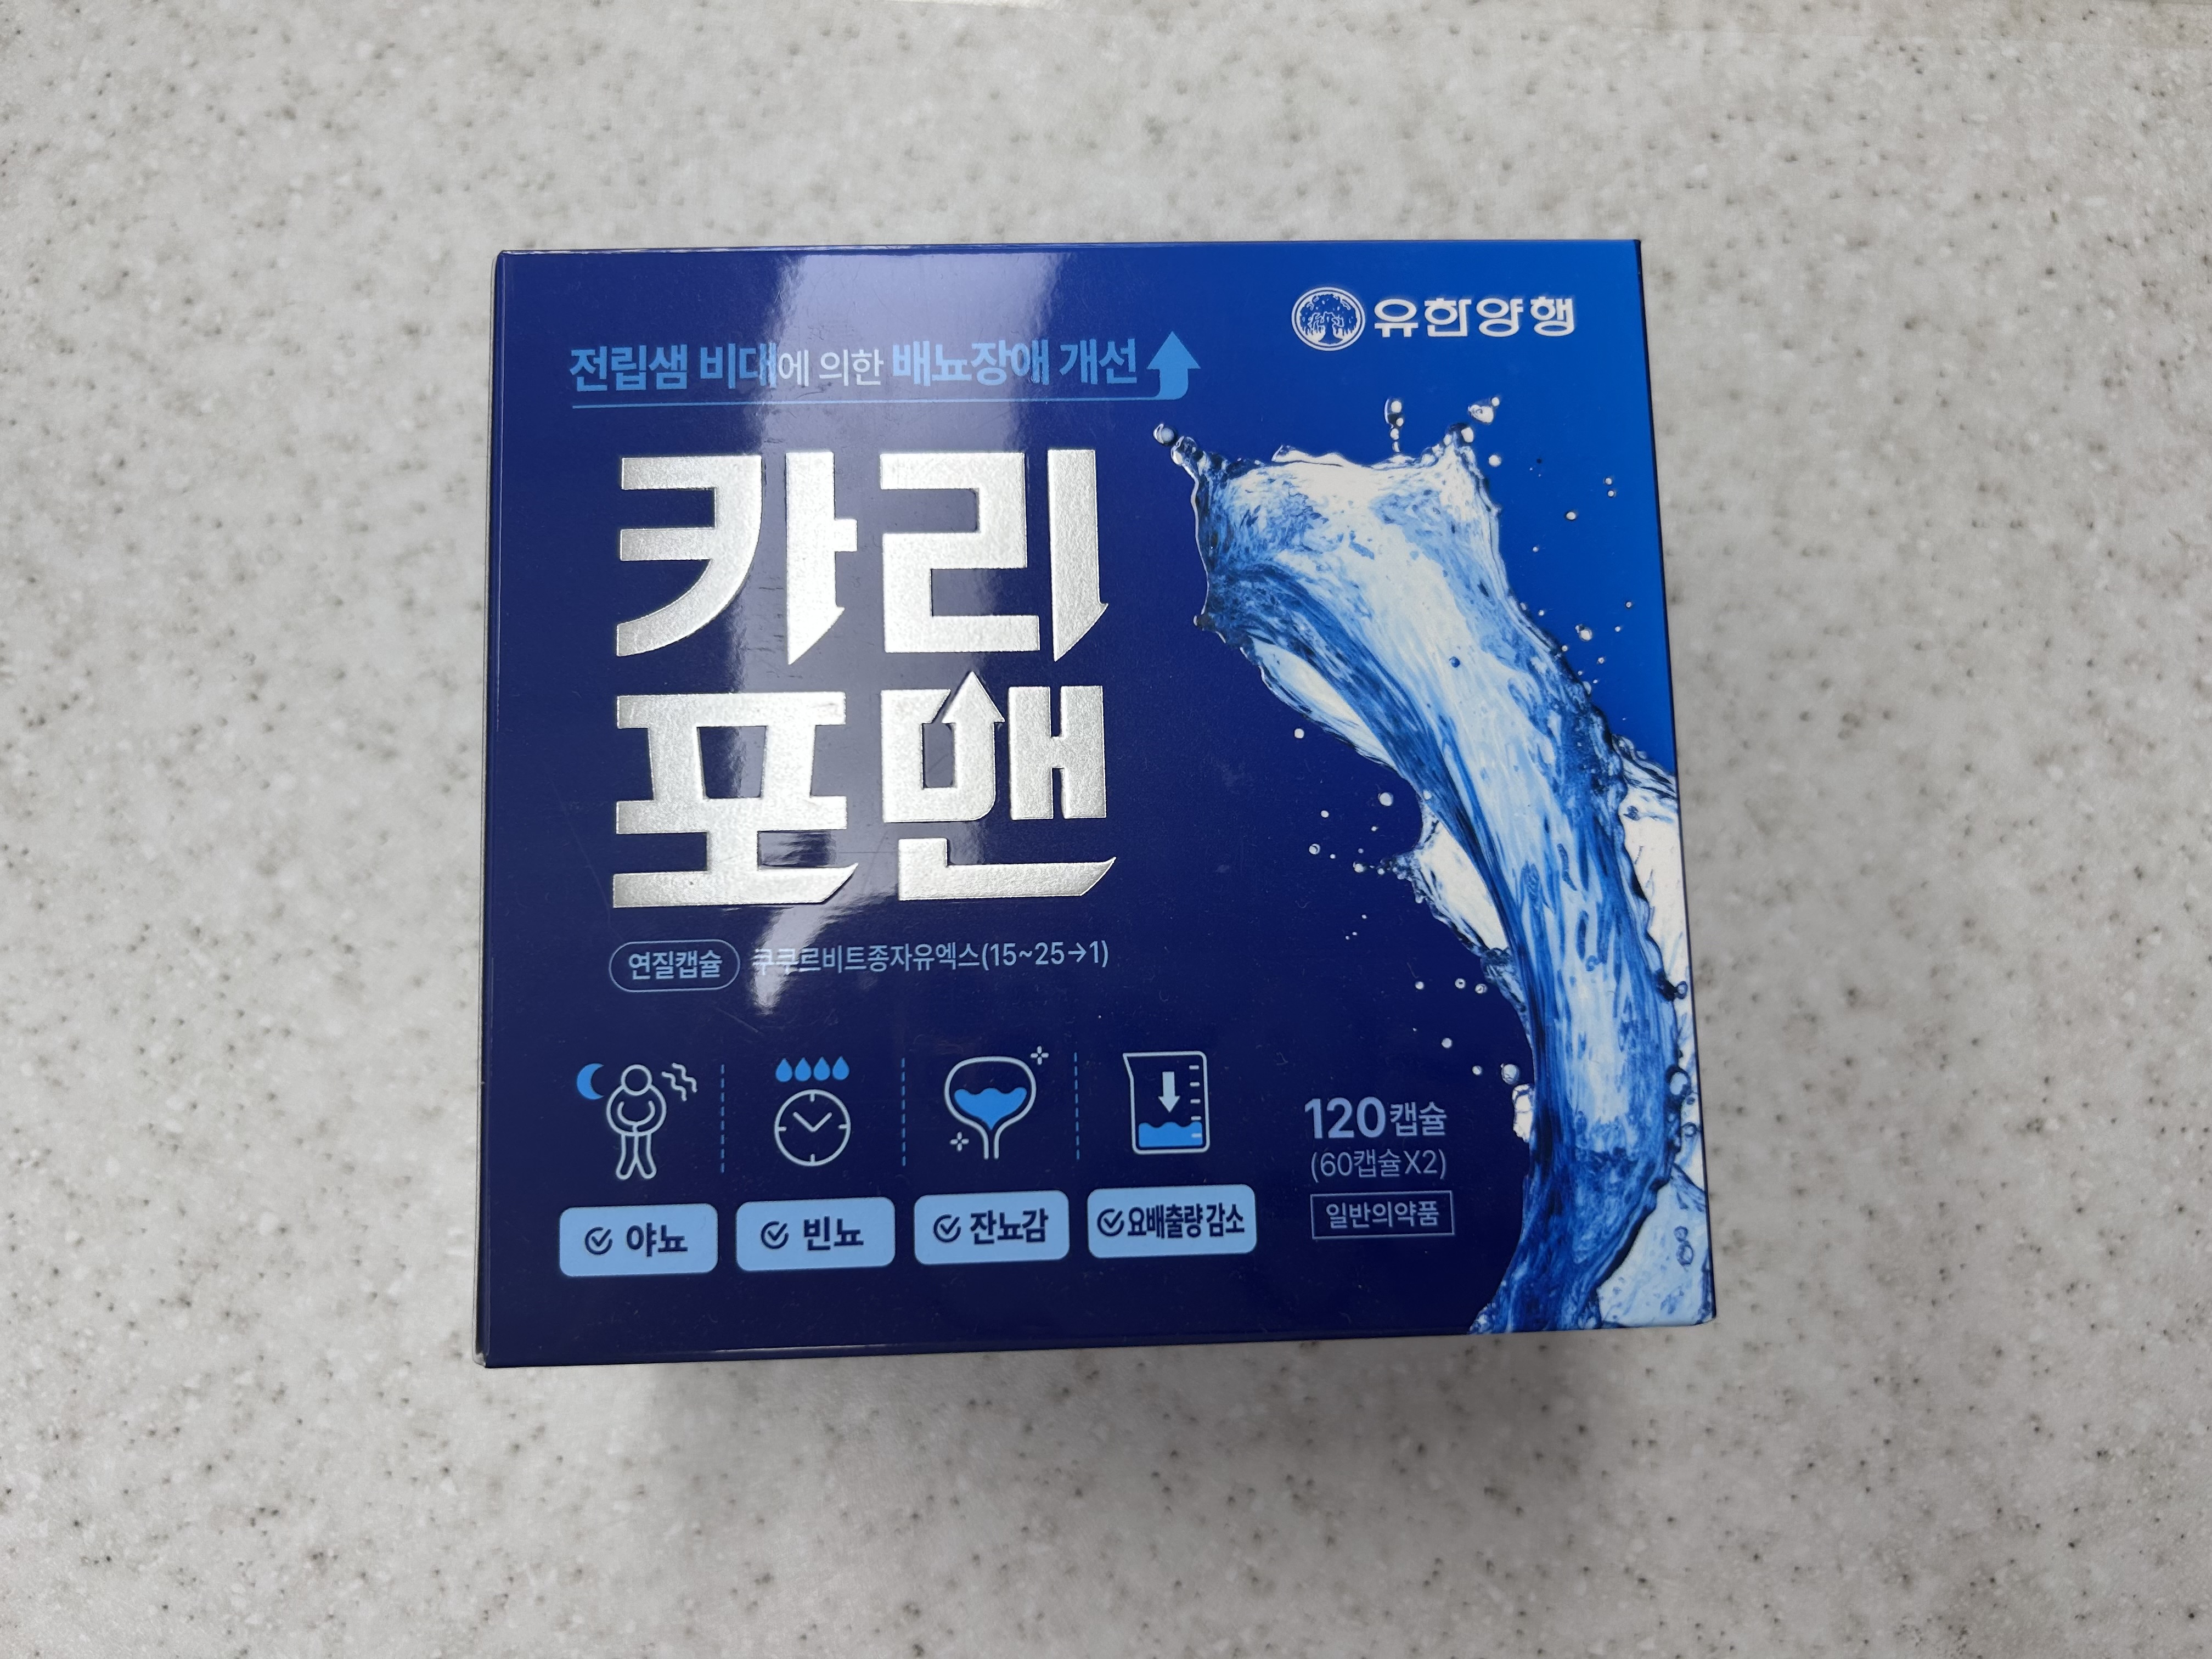 유한양행
전립샘 비대에 의한 배뇨장애 개선
카리
포맨
연질캡슐 쿠쿠르비트종자유엑스(15~25→1)
야뇨 빈뇨 잔뇨감 요배출량 감소
120캡슐
(60캡슐X2)
일반의약품